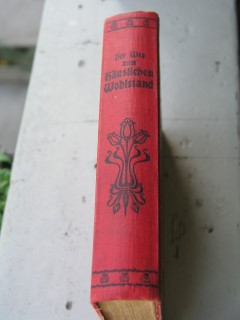 Der Weg
zum
Häuslichen
Wohlstand